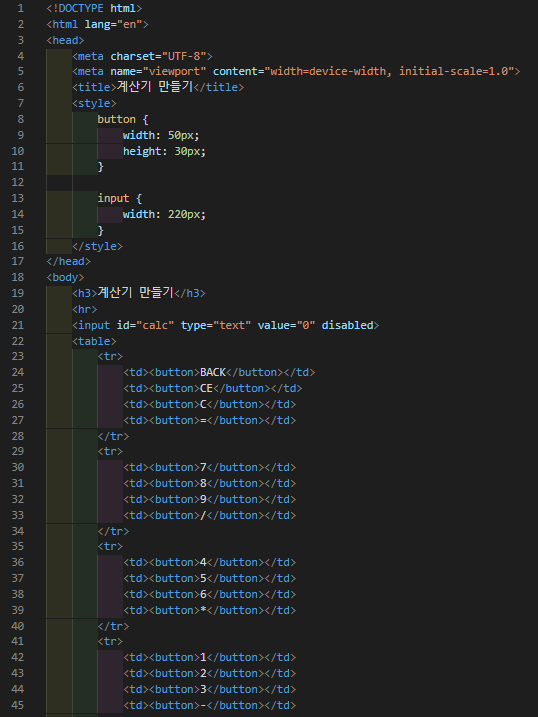 1 <!DOCTYPE html>
2 <html lang="en">
3 <head>
4 <meta charset="UTF-8">
5 <meta name="viewport" content="width=device-width, initial-scale=1.0">
6 <title>계산기 만들기</title>
7 <style>
8 button {
9 width: 50px;
10 height: 30px;
11 }
12
13 input {
14 width: 220px;
15 }
16 </style>
17 </head>
18 <body>
19 <h3>계산기 만들기</h3>
20 <hr>
21 <input id="calc" type="text" value="0" disabled>
22 <table>
23 <tr>
24 <td><button>BACK</button></td>
25 <td><button>CE</button></td>
26 <td><button>C</button></td>
27 <td><button>=</button></td>
28 </tr>
29 <tr>
30 <td><button>7</button></td>
31 <td><button>8</button></td>
32 <td><button>9</button></td>
33 <td><button>/</button></td>
34 </tr>
35 <tr>
36 <td><button>4</button></td>
37 <td><button>5</button></td>
38 <td><button>6</button></td>
39 <td><button>*</button></td>
40 </tr>
41 <tr>
42 <td><button>1</button></td>
43 <td><button>2</button></td>
44 <td><button>3</button></td>
45 <td><button>-</button></td>